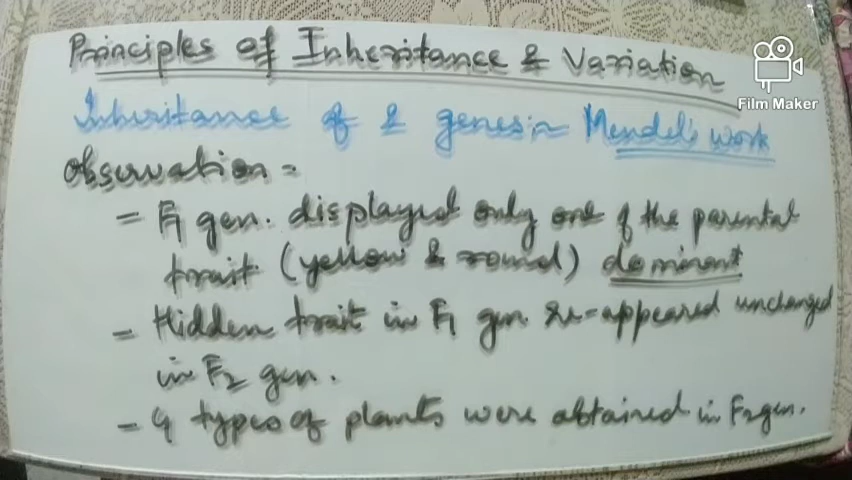 Principles of Inheritance & Variation
Film Maker
Inheritance of 2 genes in Mendel's work
Observation =
= F1 gen. displayed only one of the parental
trait (yellow & round) dominant
- Hidden trait in F1 gen re-appeared unchanged
in F2 gen.
- 4 types of plants were obtained in F2 gen.